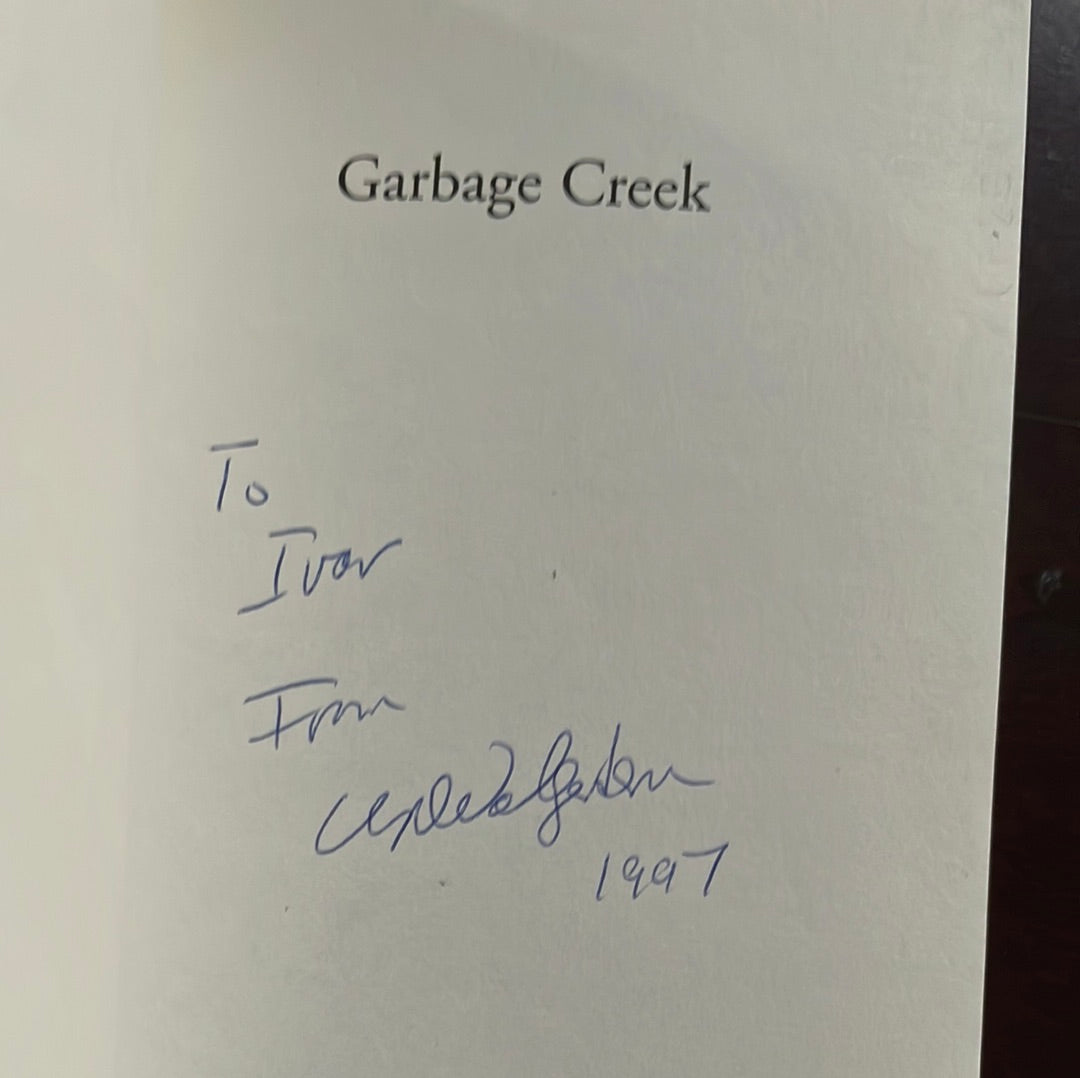 Garbage Creek
To
Ivor
From
1997